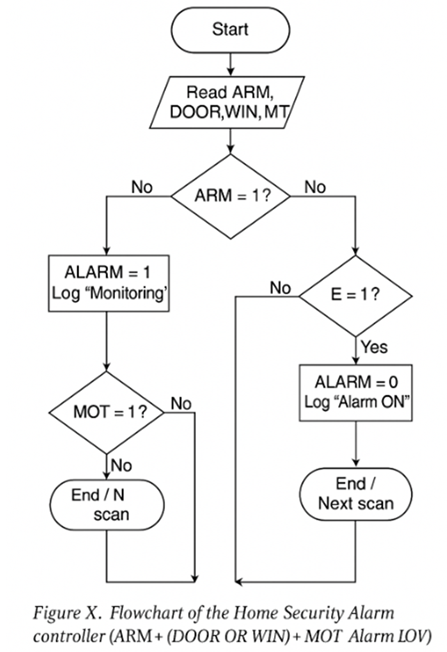 Start
Read ARM,
DOOR,WIN,MT
ARM = 1?
No
No
ALARM = 1
Log “Monitoring’
No
E = 1?
Yes
MOT = 1?
No
ALARM = 0
Log “Alarm ON”
No
End / N
scan
End /
Next scan
Figure X. Flowchart of the Home Security Alarm
controller (ARM + (DOOR OR WIN) + MOT Alarm LOV)